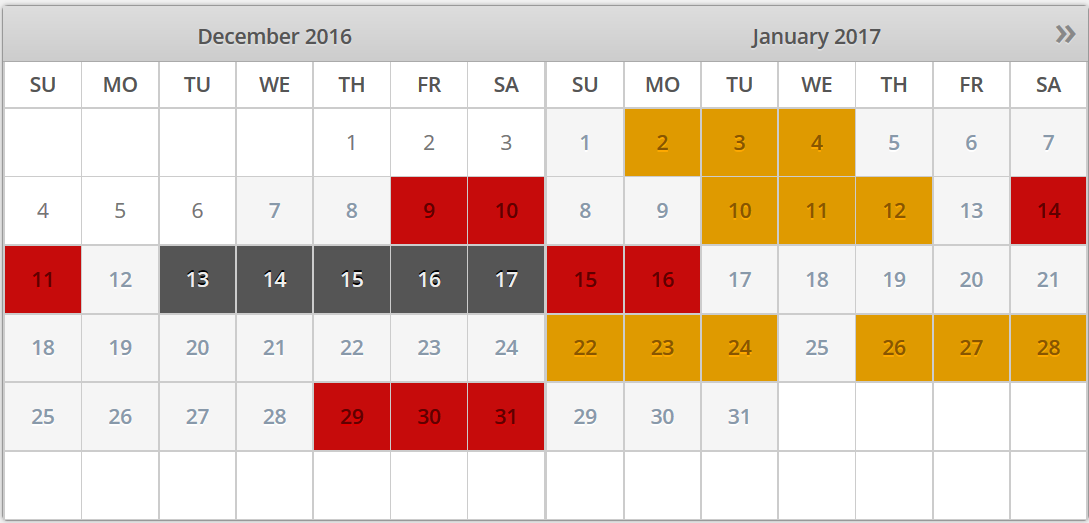 December 2016 January 2017 »
SU MO TU WE TH FR SA SU MO TU WE TH FR SA
1 2 3 1 2 3 4 5 6 7
4 5 6 7 8 9 10 8 9 10 11 12 13 14
11 12 13 14 15 16 17 15 16 17 18 19 20 21
18 19 20 21 22 23 24 22 23 24 25 26 27 28
25 26 27 28 29 30 31 29 30 31